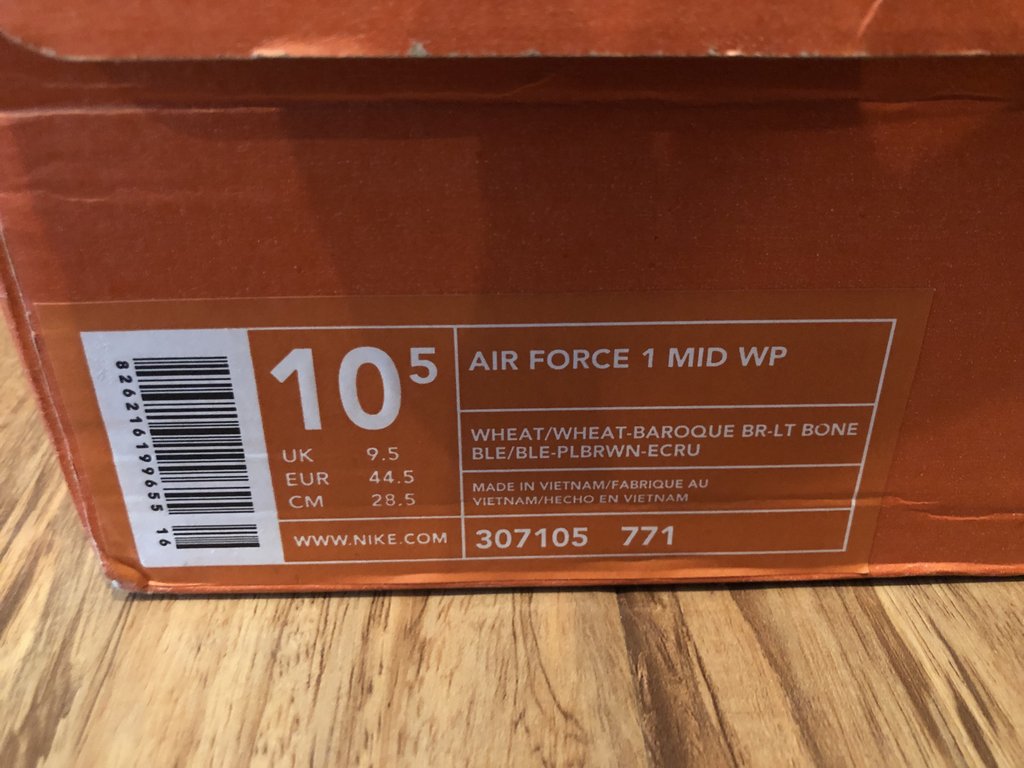 10⁵
UK 9.5
EUR 44.5
CM 28.5
WWW.NIKE.COM
AIR FORCE 1 MID WP
WHEAT/WHEAT-BAROQUE BR-LT BONE
BLE/BLE-PLBRWN-ECRU
MADE IN VIETNAM/FABRIQUE AU
VIETNAM/HECHO EN VIETNAM
307105 771
826216199655 16